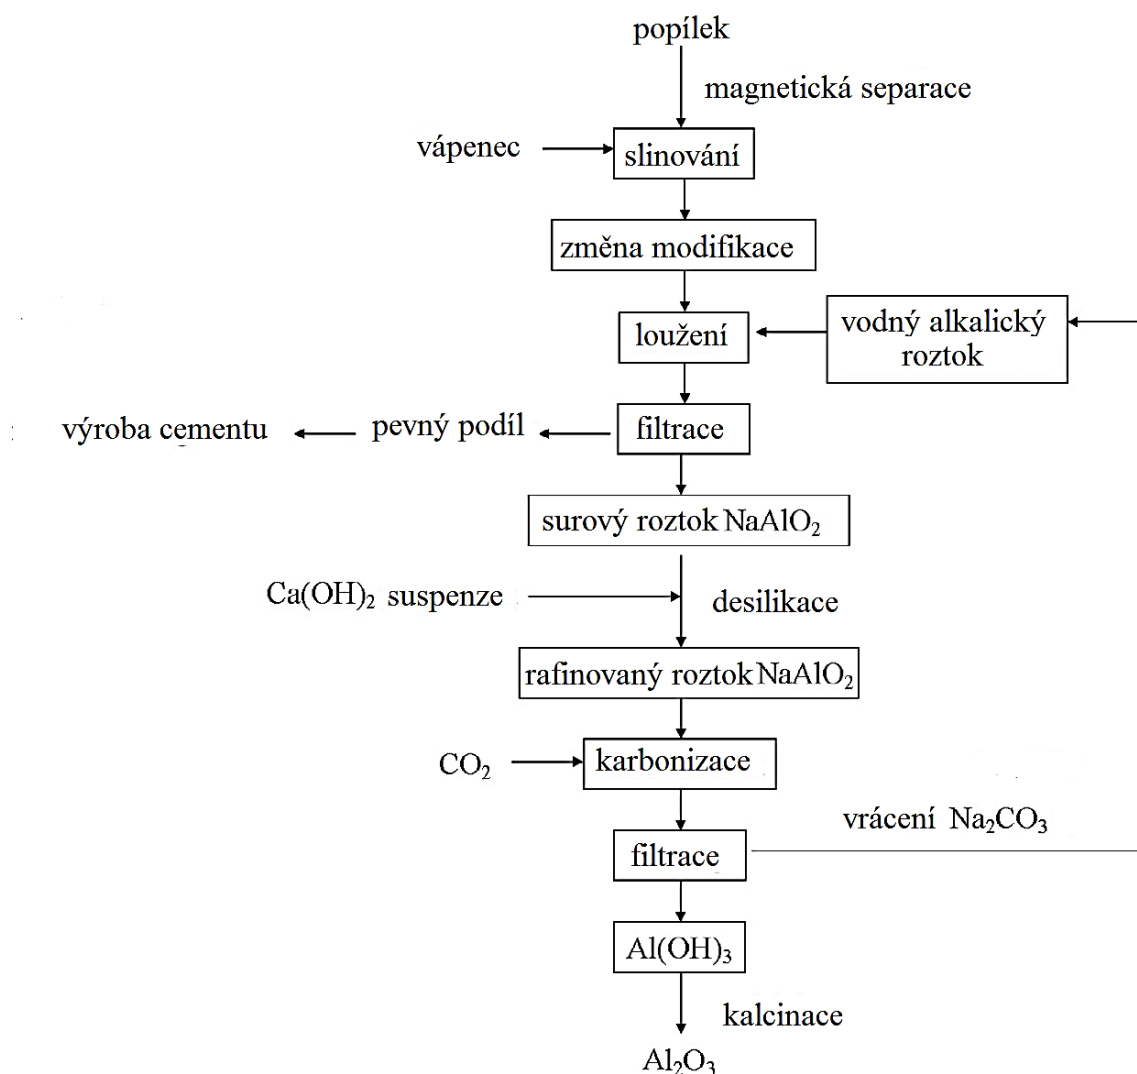 popílek
magnetická separace
vápenec
slinování
změna modifikace
loužení
vodný alkalický
roztok
výroba cementu
pevný podíl
filtrace
surový roztok NaAlO₂
Ca(OH)₂ suspenze
desilikace
rafinovaný roztok NaAlO₂
CO₂
karbonizace
vrácení Na₂CO₃
filtrace
Al(OH)₃
kalcinace
Al₂O₃